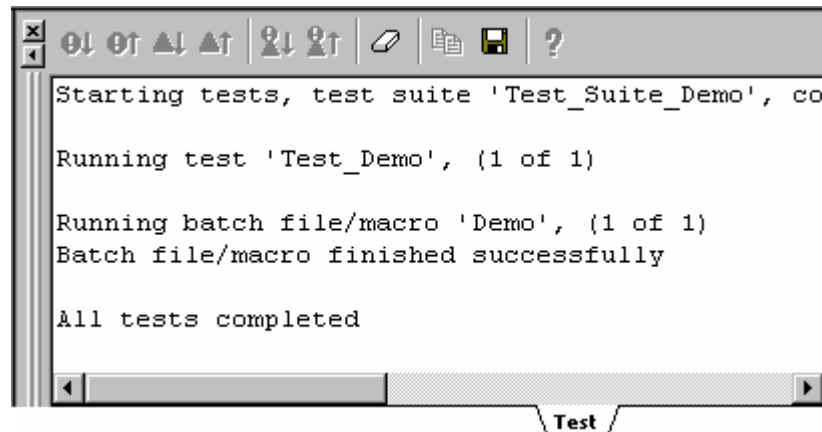 Starting tests, test suite 'Test_Suite_Demo', co
Running test 'Test_Demo', (1 of 1)
Running batch file/macro 'Demo', (1 of 1)
Batch file/macro finished successfully
All tests completed
Test